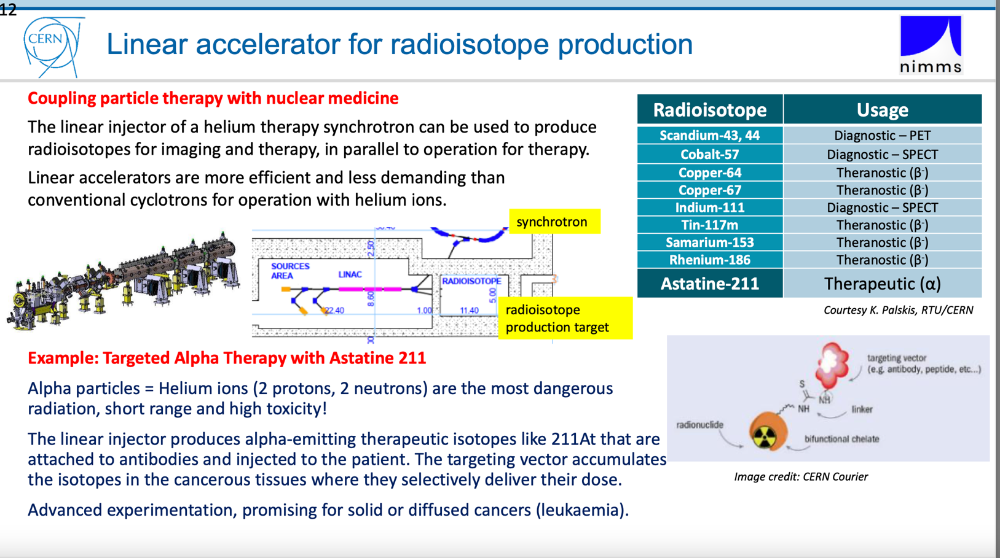 12
CERN
Linear accelerator for radioisotope production
nimms
Coupling particle therapy with nuclear medicine
The linear injector of a helium therapy synchrotron can be used to produce
radioisotopes for imaging and therapy, in parallel to operation for therapy.
Linear accelerators are more efficient and less demanding than
conventional cyclotrons for operation with helium ions.
Radioisotope Usage
Scandium-43, 44 Diagnostic – PET
Cobalt-57 Diagnostic – SPECT
Copper-64 Theranostic (β-)
Copper-67 Theranostic (β-)
Indium-111 Diagnostic – SPECT
Tin-117m Theranostic (β-)
Samarium-153 Theranostic (β-)
Rhenium-186 Theranostic (β-)
Astatine-211 Therapeutic (α)
Courtesy K. Palskis, RTU/CERN
synchrotron
2.50
SOURCES
AREA
LINAC
RADIOISOTOPE
8.60
5.00
22.40
1.00
11.40
radioisotope
production target
Example: Targeted Alpha Therapy with Astatine 211
Alpha particles = Helium ions (2 protons, 2 neutrons) are the most dangerous
radiation, short range and high toxicity!
The linear injector produces alpha-emitting therapeutic isotopes like 211At that are
attached to antibodies and injected to the patient. The targeting vector accumulates
the isotopes in the cancerous tissues where they selectively deliver their dose.
Advanced experimentation, promising for solid or diffused cancers (leukaemia).
targeting vector
(e.g. antibody, peptide, etc...)
S
NH
NH
linker
radionuclide
bifunctional chelate
Image credit: CERN Courier